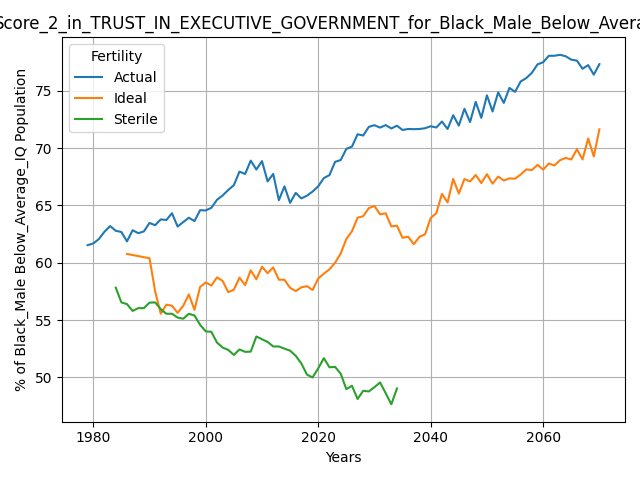 Score_2_in_TRUST_IN_EXECUTIVE_GOVERNMENT_for_Black_Male_Below_Avera
Fertility
Actual
Ideal
Sterile
% of Black_Male Below_Average_IQ Population
75
70
65
60
55
50
1980 2000 2020 2040 2060
Years